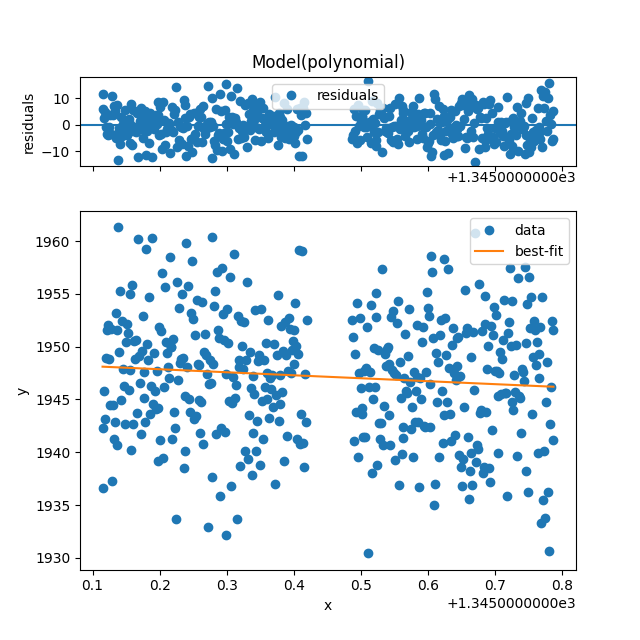 Model(polynomial)
residuals
10
0
−10
residuals
+1.3450000000e3
data
best-fit
y
1960
1955
1950
1945
1940
1935
1930
0.1 0.2 0.3 0.4 0.5 0.6 0.7 0.8
x
+1.3450000000e3